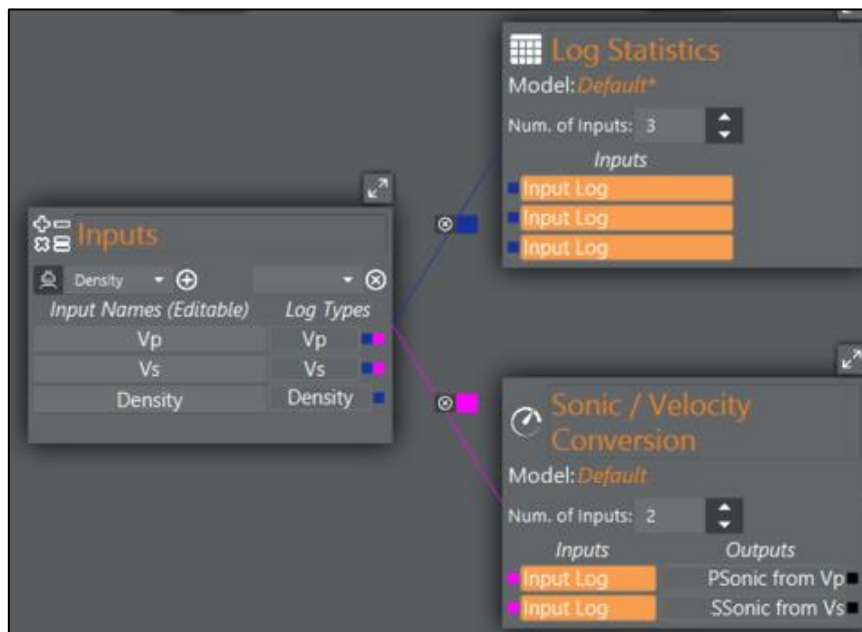 Log Statistics
Model:Default*
Num. of Inputs: 3
Inputs
Input Log
Input Log
Input Log
Inputs
Density
Input Names (Editable) Log Types
Vp Vp
Vs Vs
Density Density
Sonic / Velocity
Conversion
Model:Default
Num. of Inputs: 2
Inputs Outputs
Input Log PSonic from Vp
Input Log SSonic from Vs